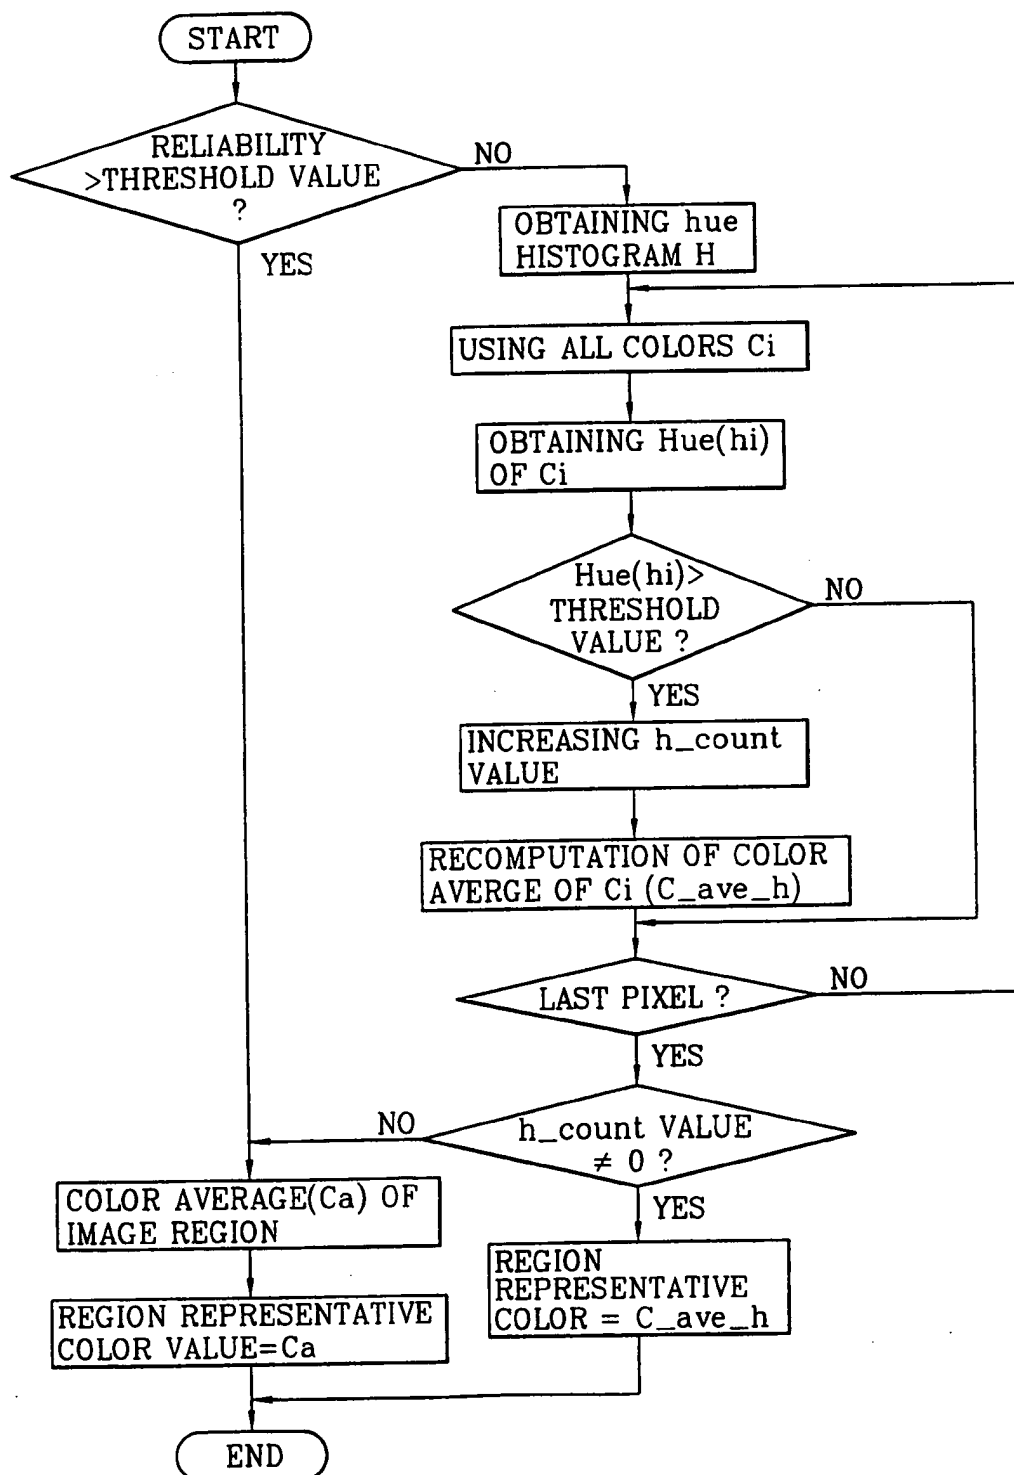 START
RELIABILITY
>THRESHOLD VALUE
?
NO
YES
OBTAINING hue
HISTOGRAM H
USING ALL COLORS Ci
OBTAINING Hue(hi)
OF Ci
Hue(hi)>
THRESHOLD
VALUE ?
NO
YES
INCREASING h_count
VALUE
RECOMPUTATION OF COLOR
AVERGE OF Ci (C_ave_h)
LAST PIXEL ?
NO
YES
h_count VALUE
≠ 0 ?
NO
YES
COLOR AVERAGE(Ca) OF
IMAGE REGION
REGION REPRESENTATIVE
COLOR VALUE=Ca
REGION
REPRESENTATIVE
COLOR = C_ave_h
END